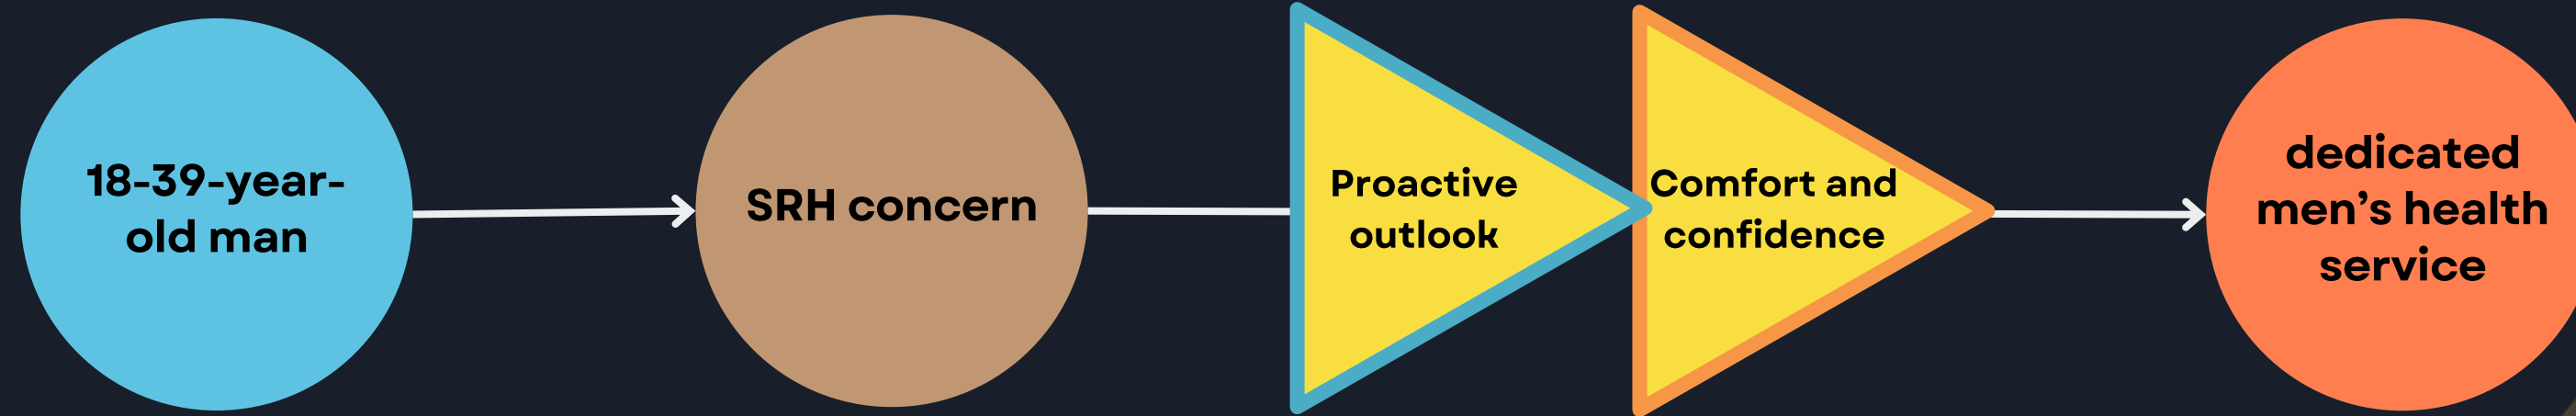 18-39-year-
old man
SRH concern
Proactive
outlook
Comfort and
confidence
dedicated
men’s health
service